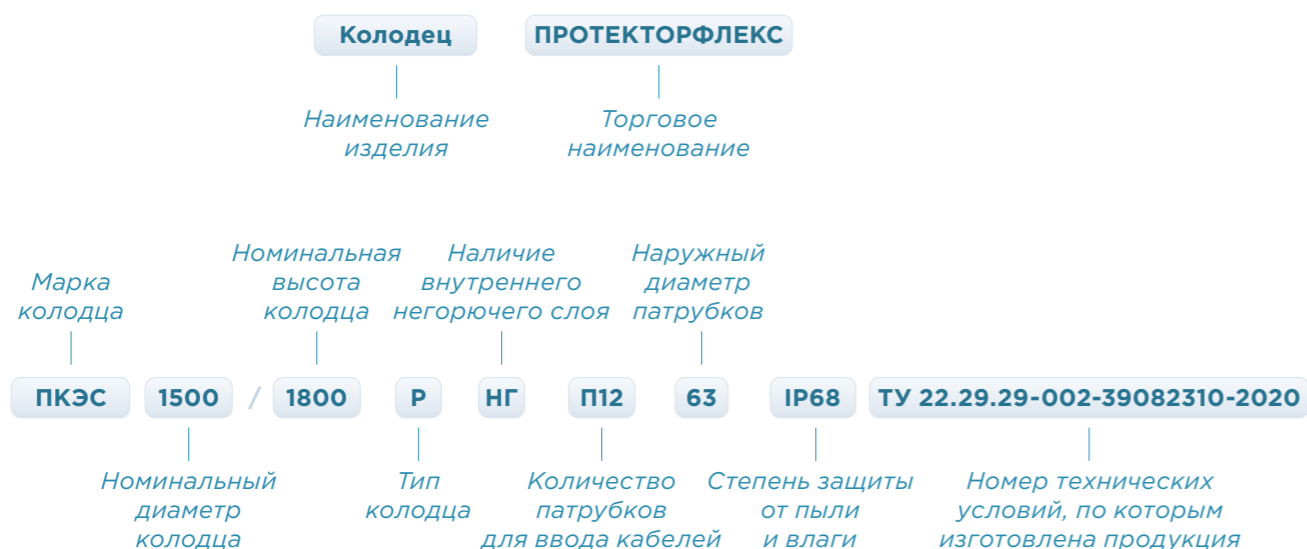 Колодец ПРОТЕКТОРФЛЕКС
Наименование
изделия
Торговое
наименование
Марка
колодца
Номинальная
высота
колодца
Наличие
внутреннего
негорючего слоя
Наружный
диаметр
патрубков
ПКЭС 1500 / 1800 Р НГ П12 63 IP68 ТУ 22.29.29-002-39082310-2020
Номинальный
диаметр
колодца
Тип
колодца
Количество
патрубков
для ввода кабелей
Степень защиты
от пыли
и влаги
Номер технических
условий, по которым
изготовлена продукция